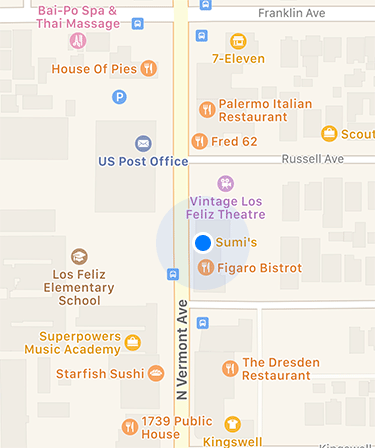 Franklin Ave
Bai-Po Spa &
Thai Massage
7-Eleven
House Of Pies
P
Palermo Italian
Restaurant
Scout
Fred 62
US Post Office
Russell Ave
Vintage Los
Feliz Theatre
Sumi's
Figaro Bistrot
Los Feliz
Elementary
School
N Vermont Ave
Superpowers
Music Academy
The Dresden
Restaurant
Starfish Sushi
1739 Public
House
Kingswell
Kingswell